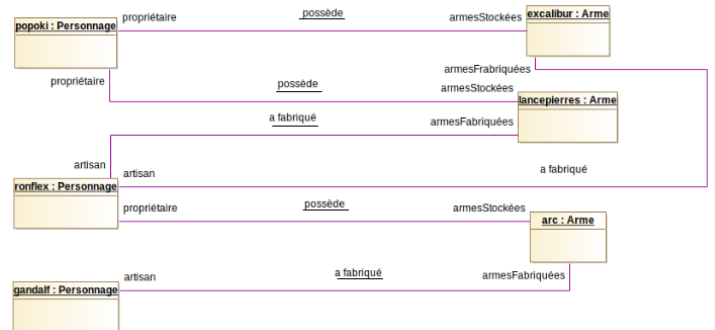 possède
propriétaire
armesStockées
excalibur : Arme
popoki : Personnage
armesFrabriquées
propriétaire
possède
armesStockées
lancepierres : Arme
a fabriqué
armesFabriquées
artisan
artisan
a fabriqué
ronflex : Personnage
propriétaire
possède
armesStockées
arc : Arme
artisan
a fabriqué
armesFabriquées
gandalf : Personnage